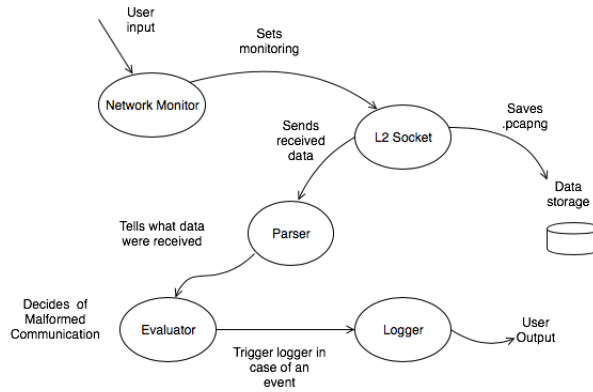 User
input
Sets
monitoring
Network Monitor
L2 Socket
Saves
.pcapng
Sends
received
data
Data
storage
Tells what data
were received
Parser
Decides of
Malformed
Communication
Evaluator
Trigger logger in
case of an
event
Logger
User
Output